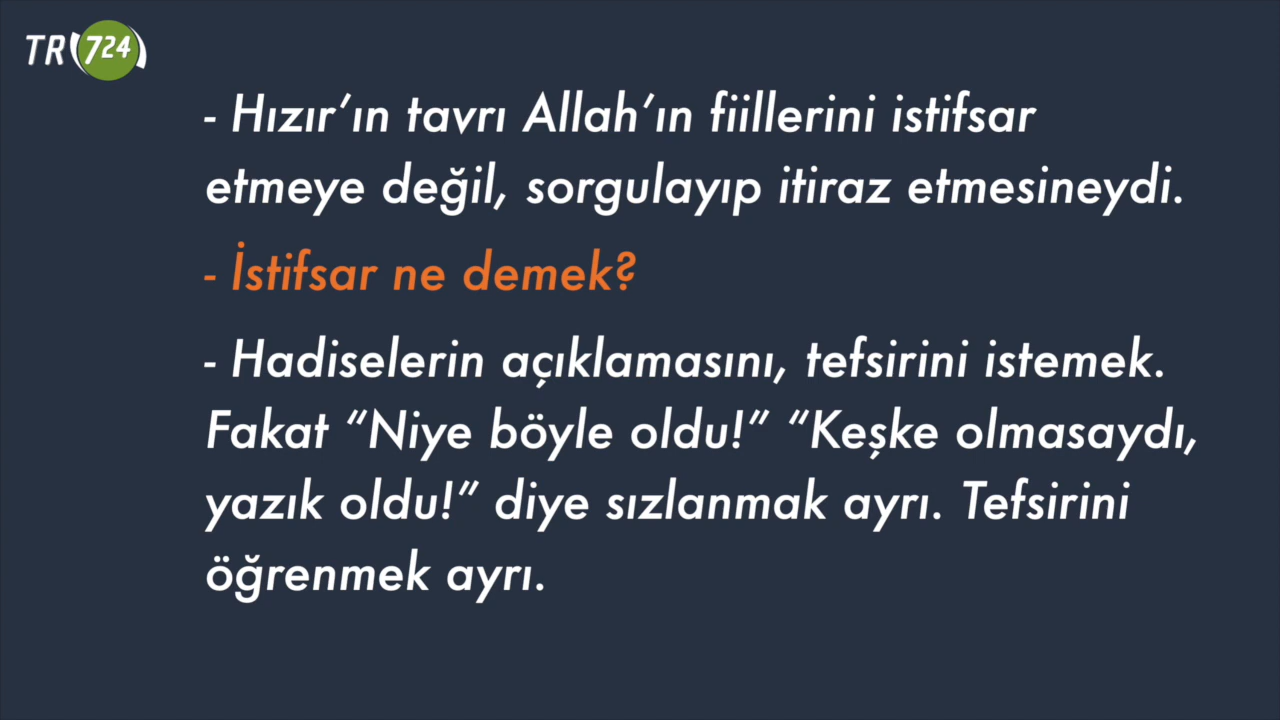 TR 724
- Hızır’ın tavrı Allah’ın fiillerini istifsar
etmeye değil, sorgulayıp itiraz etmesineydi.
- İstifsar ne demek?
- Hadiselerin açıklamasını, tefsirini istemek.
Fakat “Niye böyle oldu!” “Keşke olmasaydı,
yazık oldu!” diye sızlanmak ayrı. Tefsirini
öğrenmek ayrı.